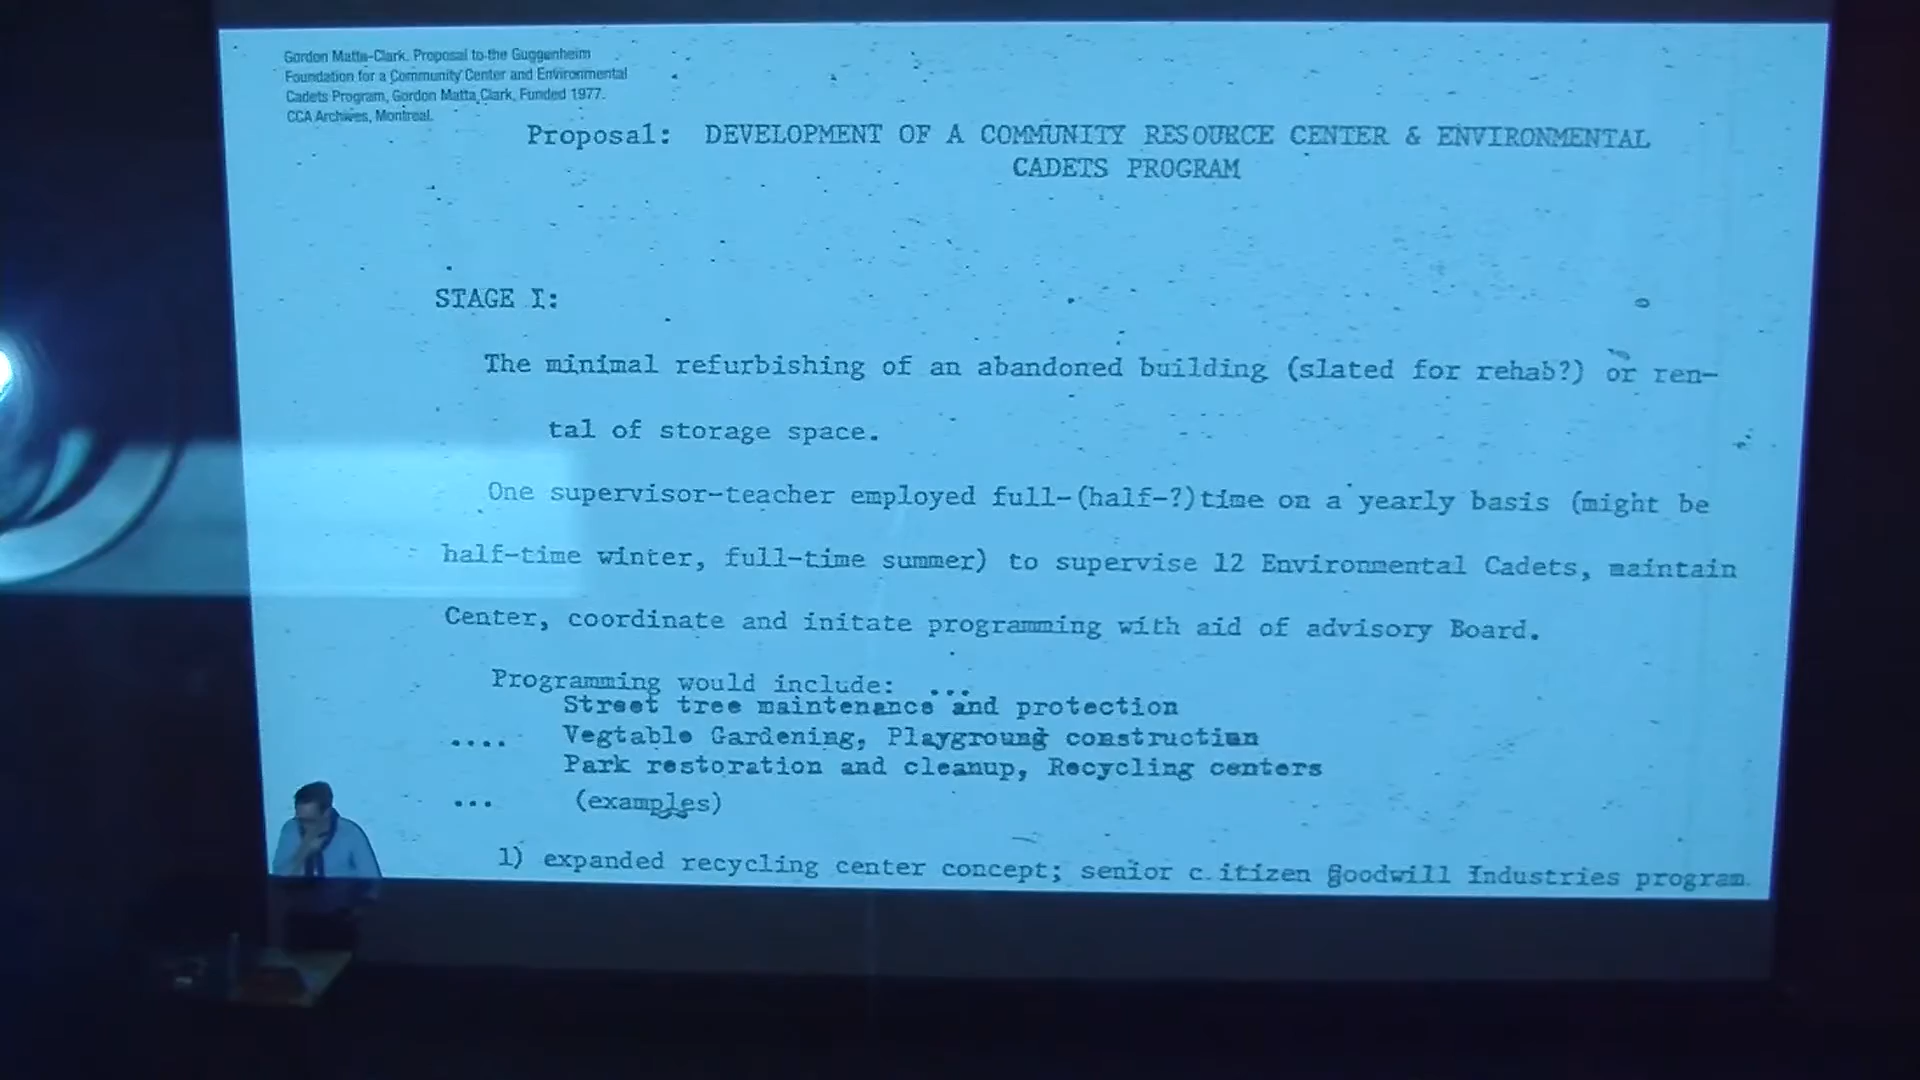 Gordon Matta-Clark. Proposal to the Guggenheim
Foundation for a Community Center and Environmental
Cadets Program, Gordon Matta Clark, Funded 1977.
CCA Archives, Montreal.
Proposal: DEVELOPMENT OF A COMMUNITY RESOURCE CENTER & ENVIRONMENTAL
CADETS PROGRAM
STAGE I:
The minimal refurbishing of an abandoned building (slated for rehab?) or ren-
tal of storage space.
One supervisor-teacher employed full-(half-?)time on a yearly basis (might be
half-time winter, full-time summer) to supervise 12 Environmental Cadets, maintain
Center, coordinate and initate programming with aid of advisory Board.
Programming would include: ...
Street tree maintenance and protection
.... Vegtable Gardening, Playground construction
Park restoration and cleanup, Recycling centers
... (examples)
1) expanded recycling center concept; senior c.itizen Goodwill Industries program